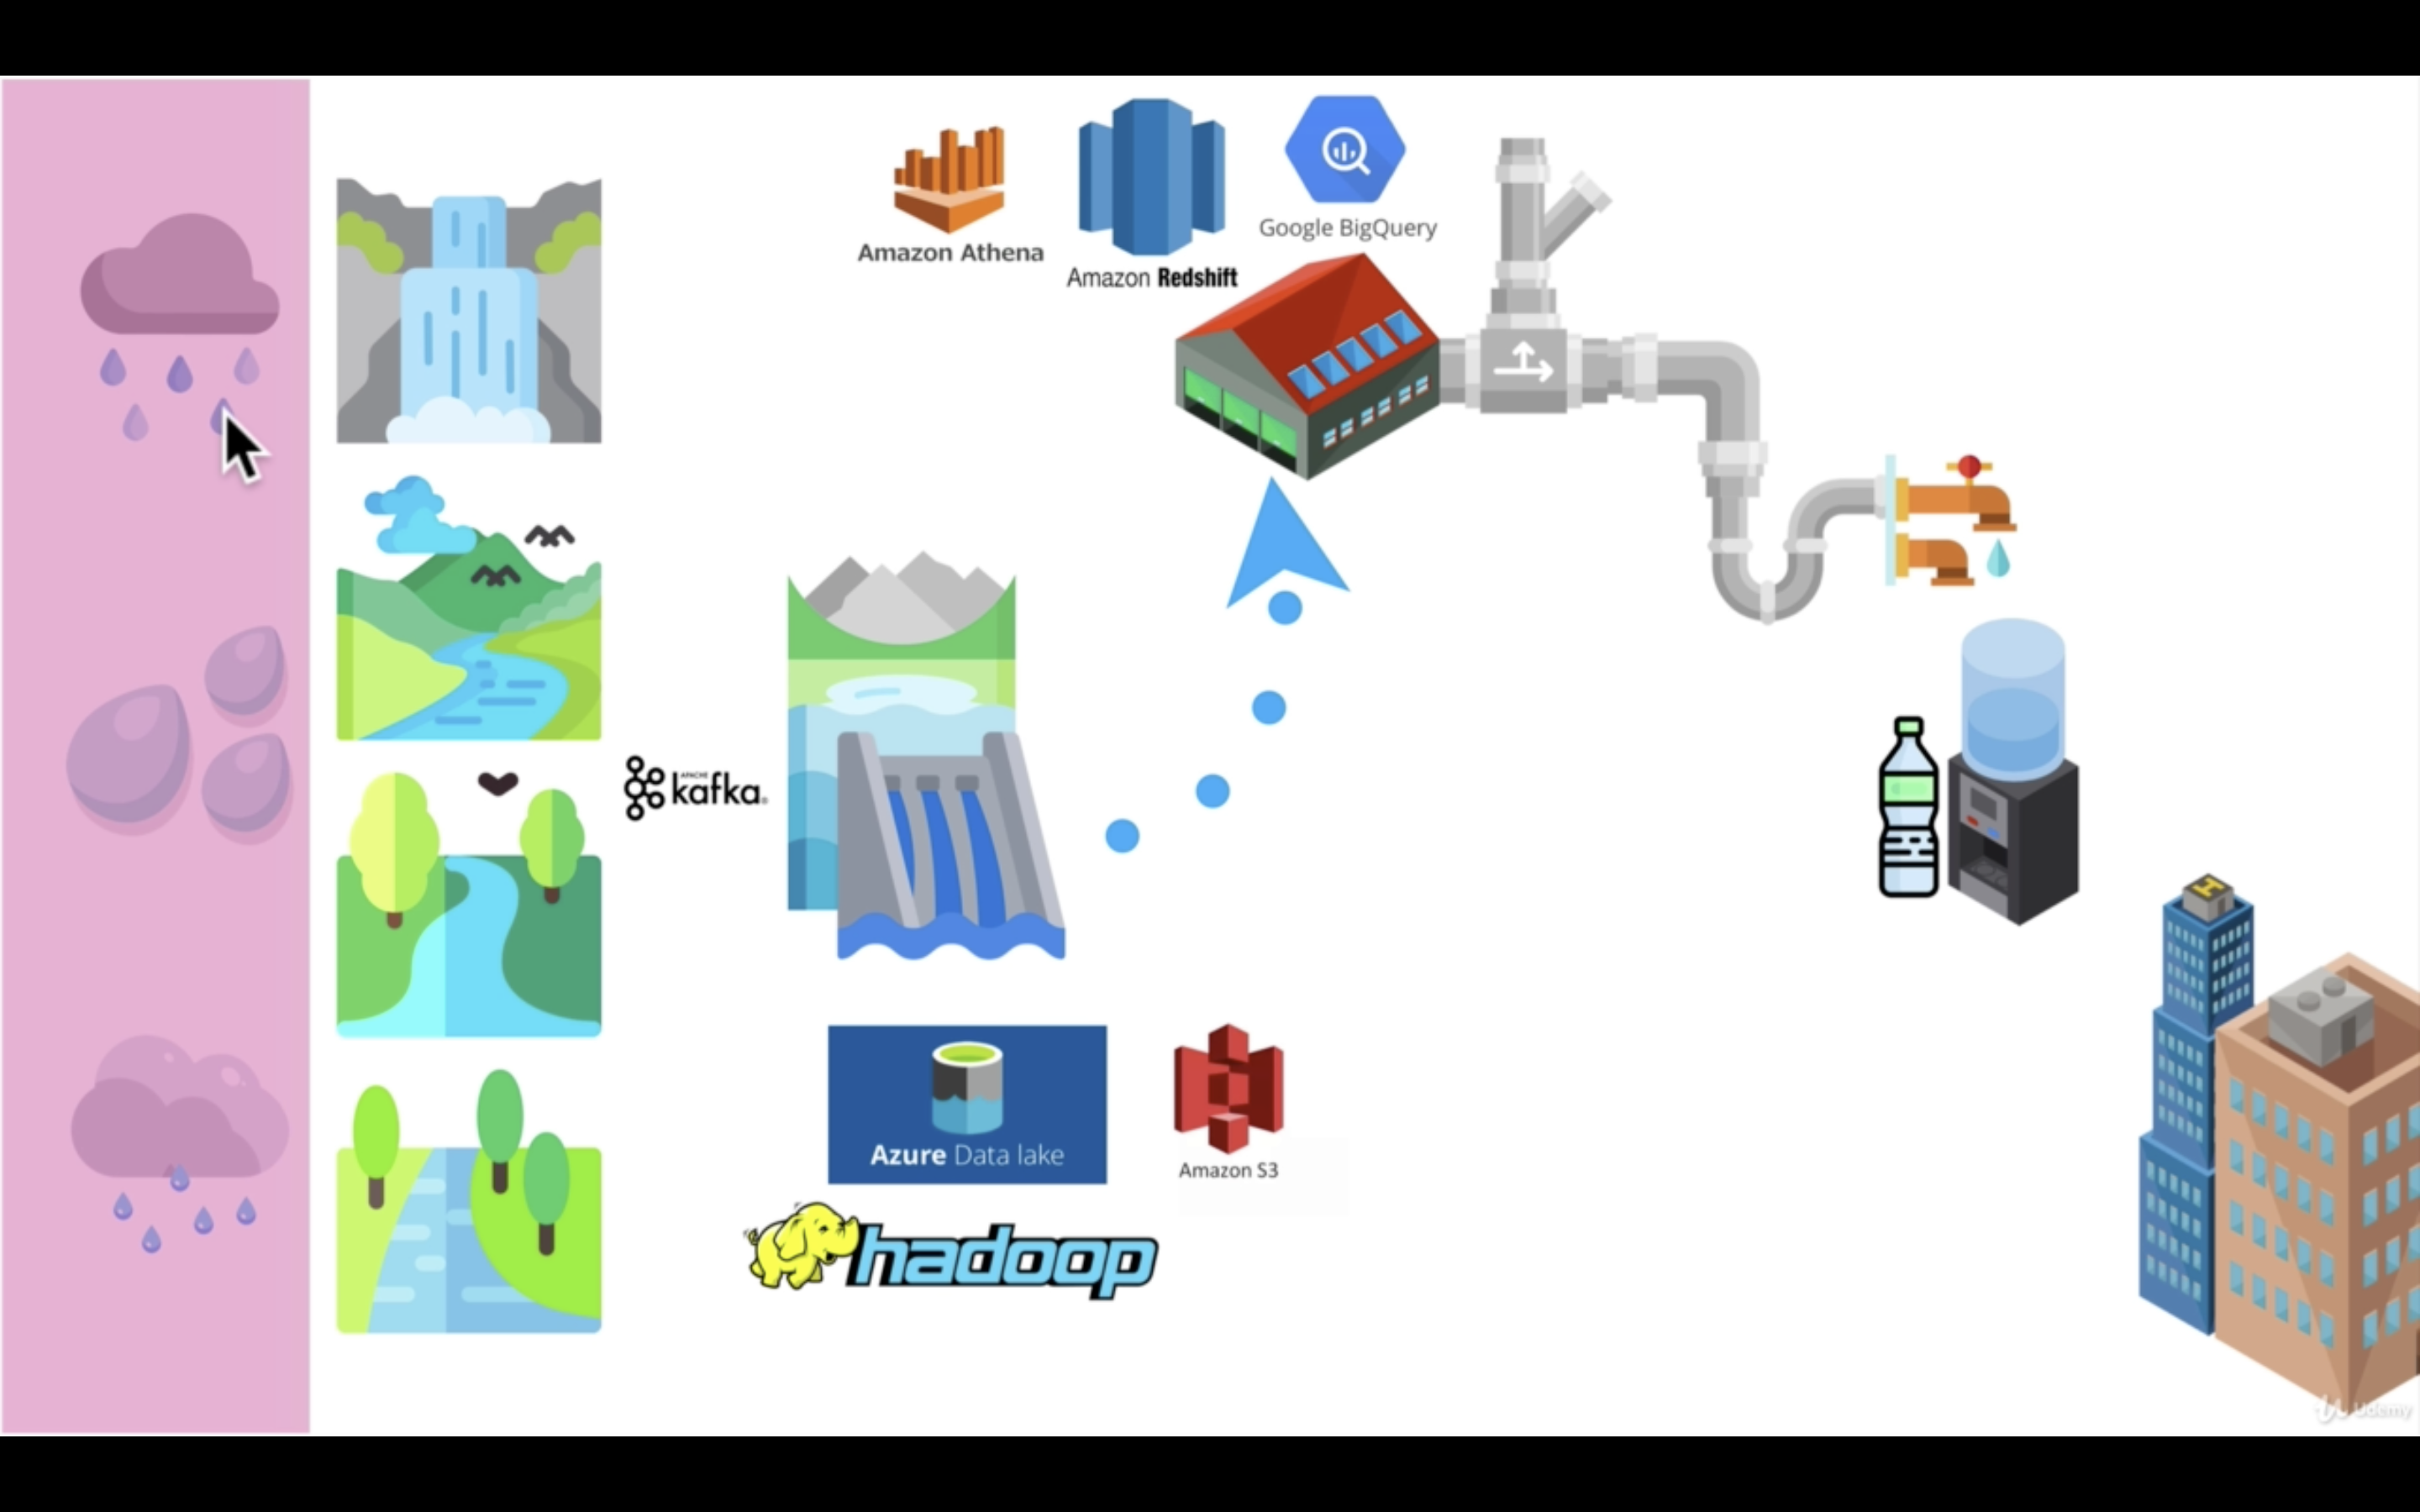 Amazon Athena
Amazon Redshift
Google BigQuery
APACHE
kafka
Azure Data lake
Amazon S3
hadoop
H
Udemy